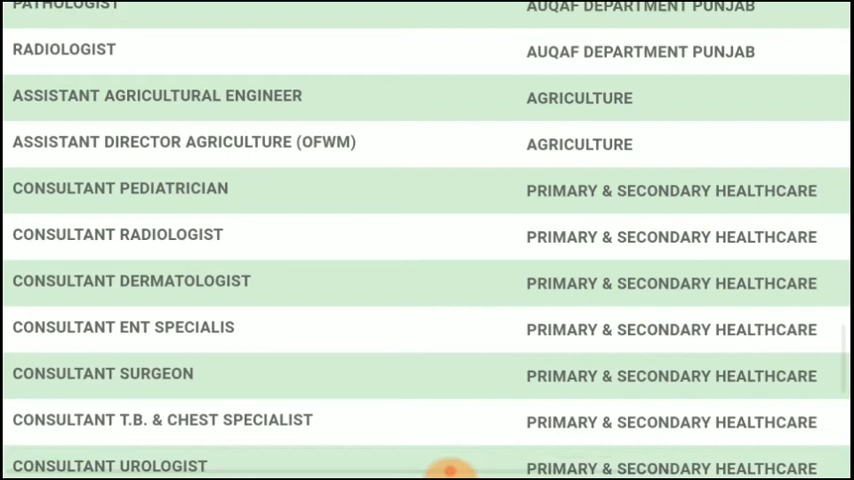 PATHOLOGIST AUQAF DEPARTMENT PUNJAB
RADIOLOGIST AUQAF DEPARTMENT PUNJAB
ASSISTANT AGRICULTURAL ENGINEER AGRICULTURE
ASSISTANT DIRECTOR AGRICULTURE (OFWM) AGRICULTURE
CONSULTANT PEDIATRICIAN PRIMARY & SECONDARY HEALTHCARE
CONSULTANT RADIOLOGIST PRIMARY & SECONDARY HEALTHCARE
CONSULTANT DERMATOLOGIST PRIMARY & SECONDARY HEALTHCARE
CONSULTANT ENT SPECIALIS PRIMARY & SECONDARY HEALTHCARE
CONSULTANT SURGEON PRIMARY & SECONDARY HEALTHCARE
CONSULTANT T.B. & CHEST SPECIALIST PRIMARY & SECONDARY HEALTHCARE
CONSULTANT UROLOGIST PRIMARY & SECONDARY HEALTHCARE